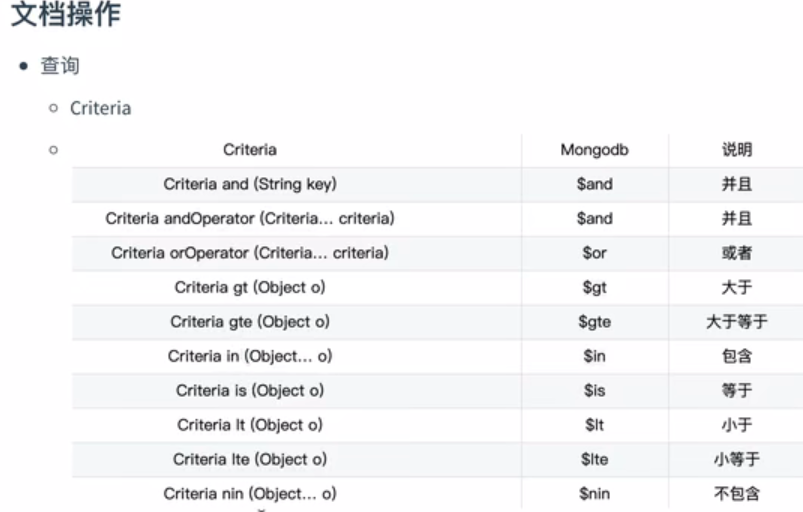 文档操作
查询
Criteria
Criteria Mongodb 说明
Criteria and (String key) $and 并且
Criteria andOperator (Criteria... criteria) $and 并且
Criteria orOperator (Criteria... criteria) $or 或者
Criteria gt (Object o) $gt 大于
Criteria gte (Object o) $gte 大于等于
Criteria in (Object... o) $in 包含
Criteria is (Object o) $is 等于
Criteria lt (Object o) $lt 小于
Criteria lte (Object o) $lte 小等于
Criteria nin (Object... o) $nin 不包含